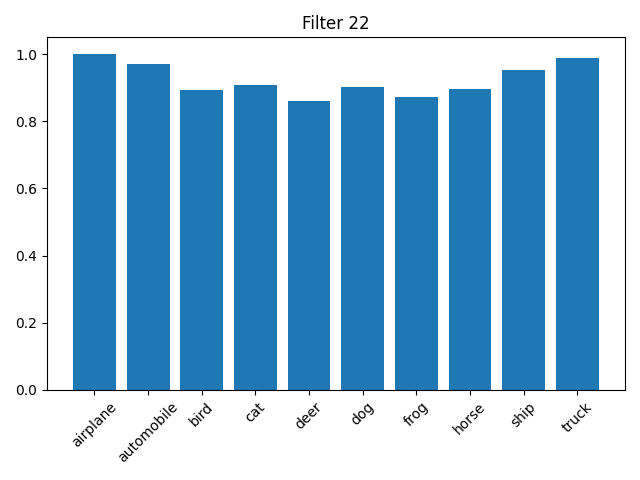 Filter 22
1.0
0.8
0.6
0.4
0.2
0.0
airplane
automobile
bird
cat
deer
dog
frog
horse
ship
truck